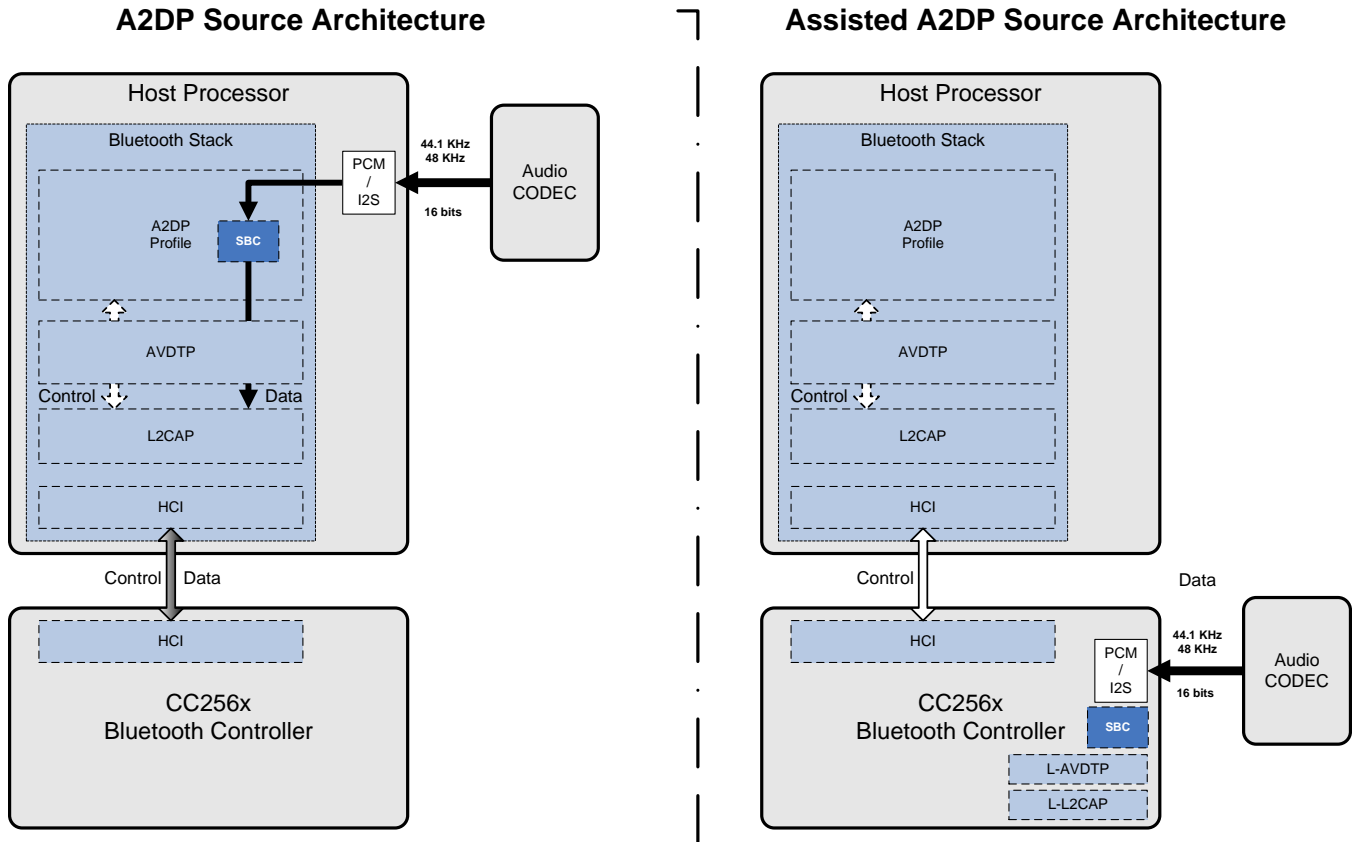 A2DP Source Architecture
Host Processor
Bluetooth Stack
A2DP
Profile
SBC
PCM
/
I2S
44.1 KHz
48 KHz
16 bits
Audio
CODEC
AVDTP
Control
Data
L2CAP
HCI
Control
Data
HCI
CC256x
Bluetooth Controller
Assisted A2DP Source Architecture
Host Processor
Bluetooth Stack
A2DP
Profile
AVDTP
Control
L2CAP
HCI
Control
Data
HCI
PCM
/
I2S
44.1 KHz
48 KHz
16 bits
Audio
CODEC
CC256x
Bluetooth Controller
SBC
L-AVDTP
L-L2CAP